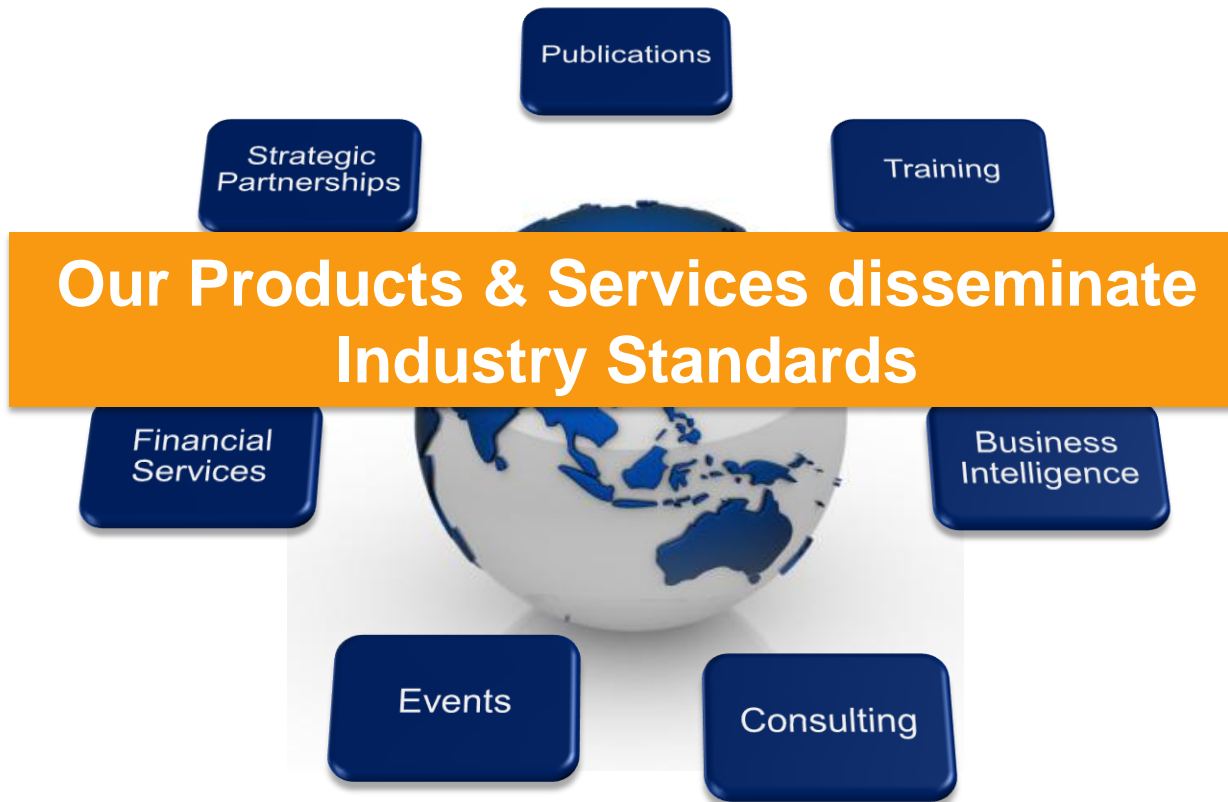 Publications
Strategic
Partnerships
Training
Our Products & Services disseminate
Industry Standards
Financial
Services
Business
Intelligence
Events
Consulting